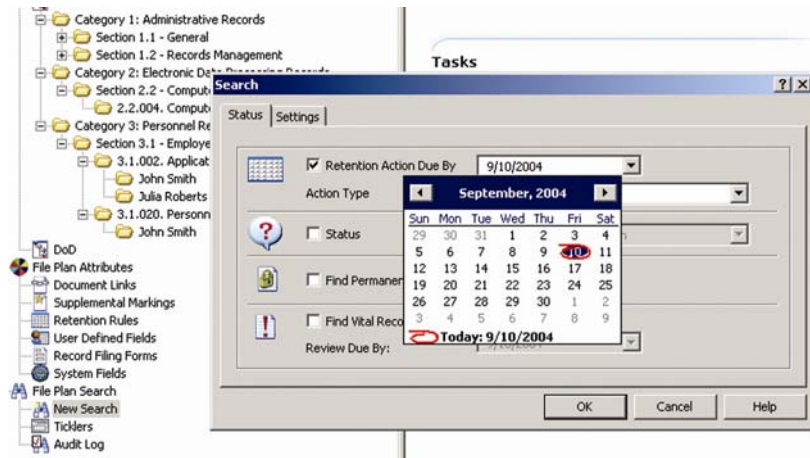 Category 1: Administrative Records
Section 1.1 - General
Section 1.2 - Records Management
Category 2: Electronic Data Processing Records
Section 2.2 - Comput
2.2.004. Comput
Category 3: Personnel Re
Section 3.1 - Employe
3.1.002. Applicat
John Smith
Julia Roberts
3.1.020. Personn
John Smith
DoD
File Plan Attributes
Document Links
Supplemental Markings
Retention Rules
User Defined Fields
Record Filing Forms
System Fields
File Plan Search
New Search
Ticklers
Audit Log
Tasks
Search
Status Settings
Retention Action Due By 9/10/2004
Action Type
Status
Find Permaner
Find Vital Reco
Review Due By:
September, 2004
Sun Mon Tue Wed Thu Fri Sat
29 30 31 1 2 3 4
5 6 7 8 9 10 11
12 13 14 15 16 17 18
19 20 21 22 23 24 25
26 27 28 29 30 1 2
3 4 5 6 7 8 9
Today: 9/10/2004
OK Cancel Help